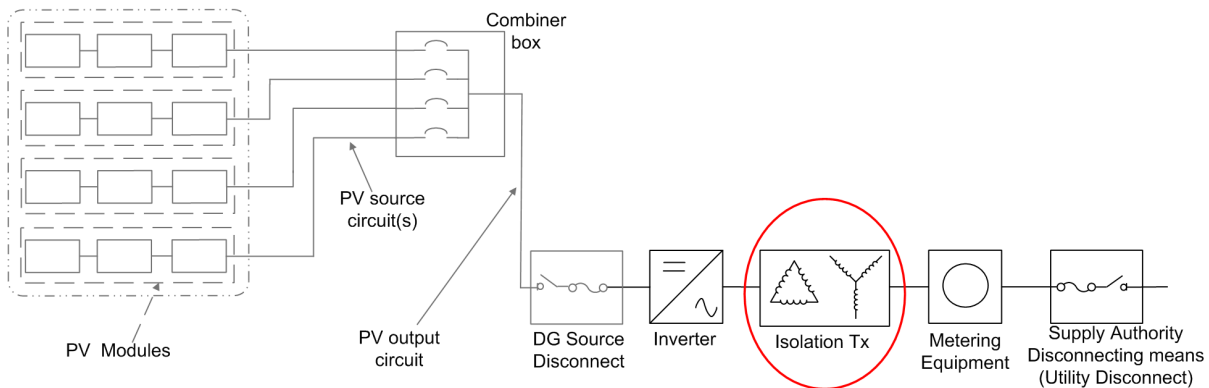 Combiner
box
PV source
circuit(s)
PV output
circuit
PV Modules
DG Source
Disconnect
Inverter
Isolation Tx
Metering
Equipment
Supply Authority
Disconnecting means
(Utility Disconnect)